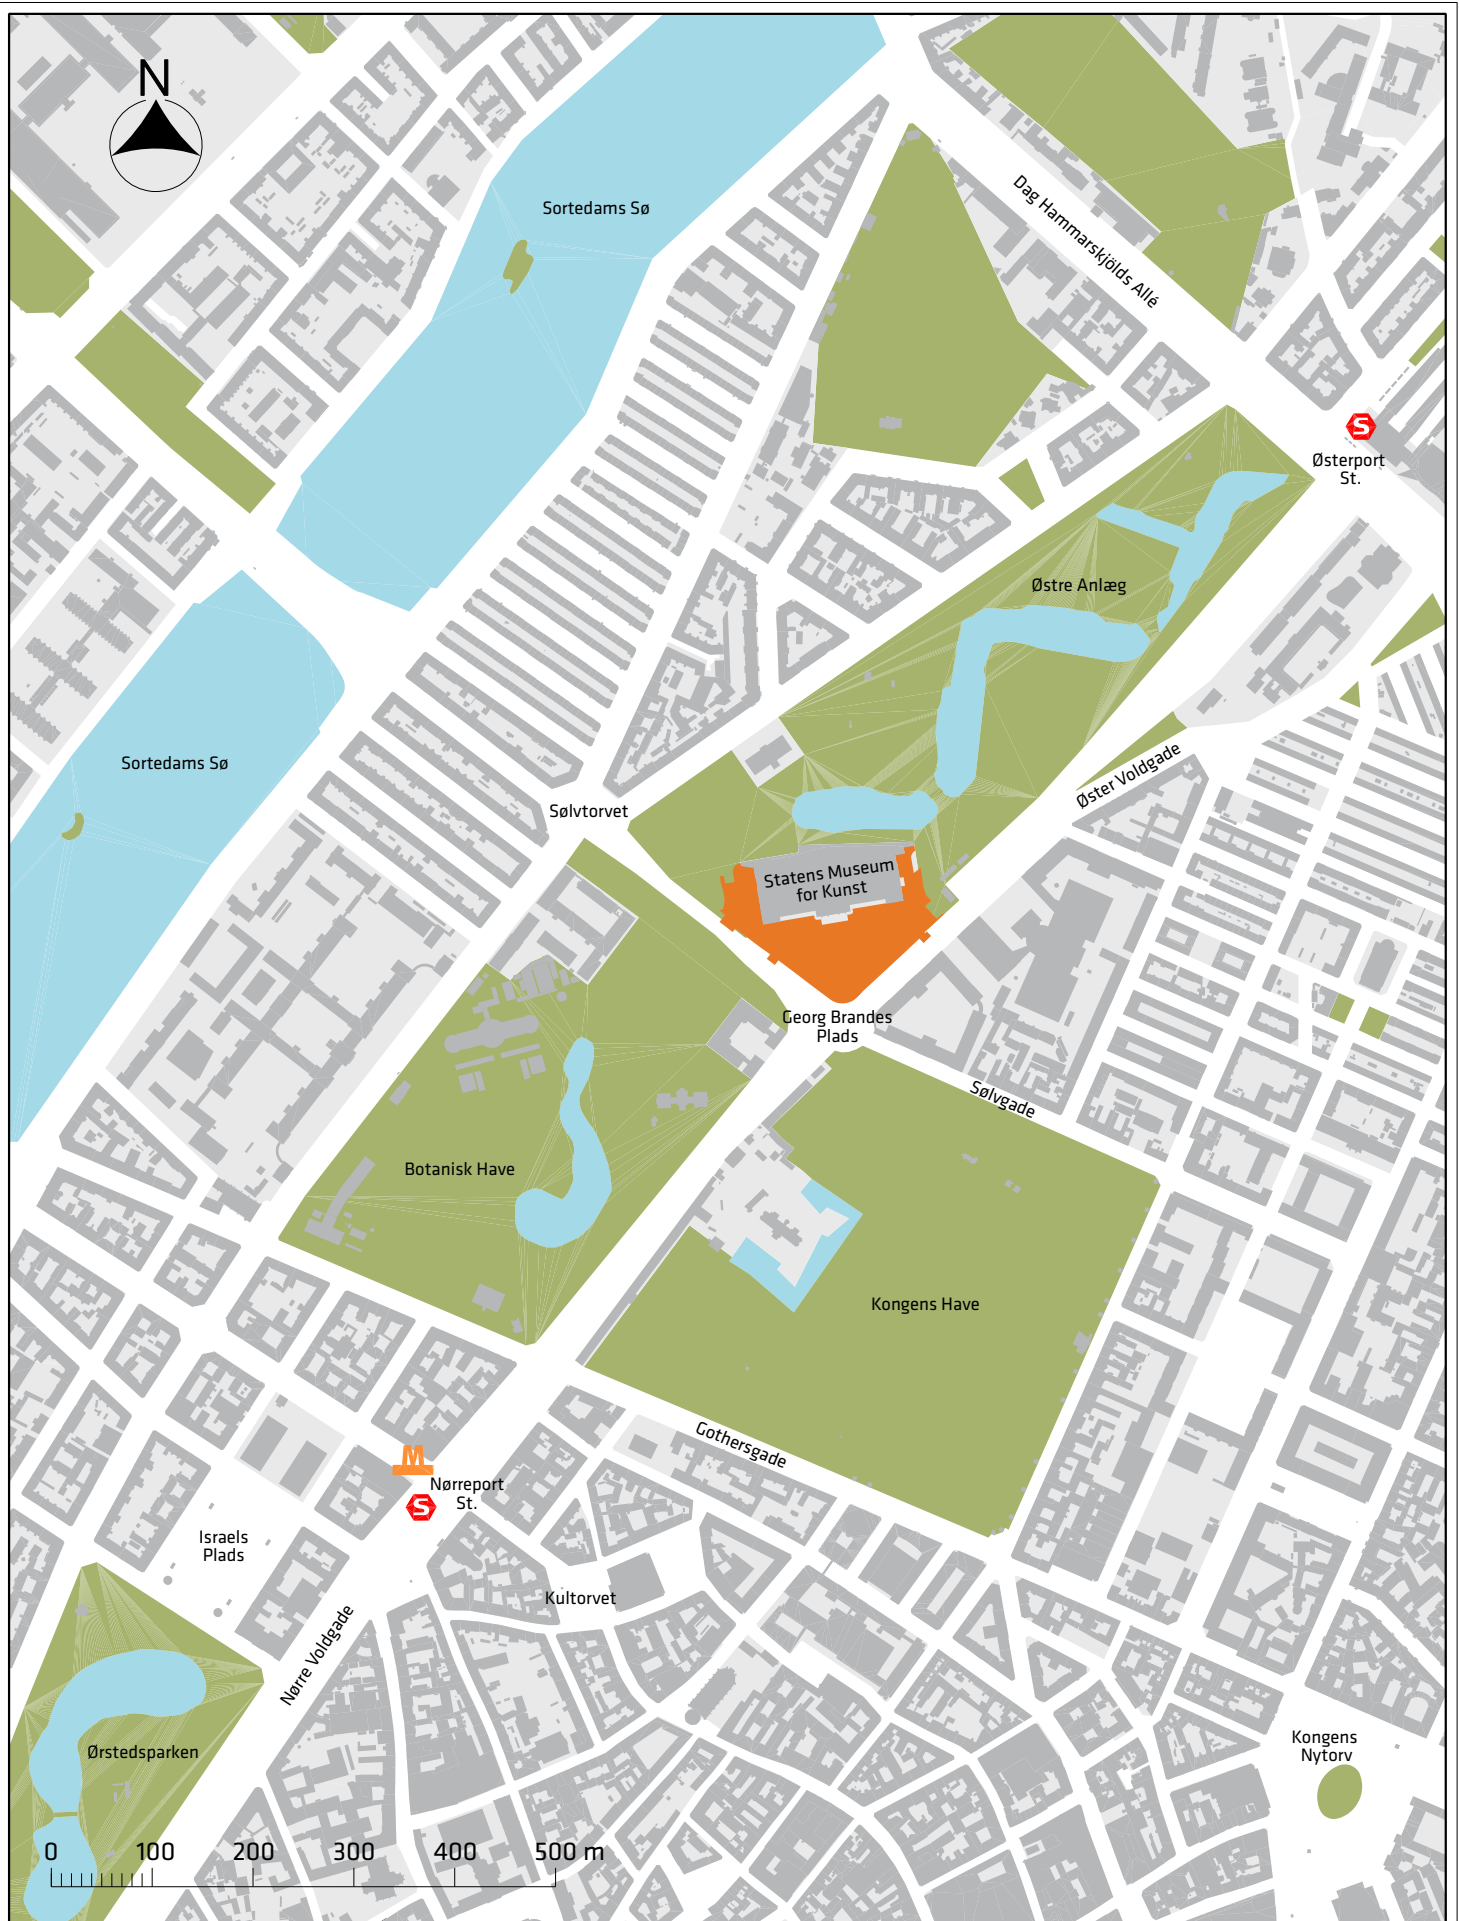 N
Sortedams Sø
Dag Hammarskjölds Allé
S
Østerport
St.
Østre Anlæg
Sortedams Sø
Øster Voldgade
Sølvtorvet
Statens Museum
for Kunst
Georg Brandes
Plads
Sølvgade
Botanisk Have
Kongens Have
Gothersgade
M
Nørreport
St.
S
Israels
Plads
Kultorvet
Nørre Voldgade
Kongens
Nytorv
Ørstedsparken
0 100 200 300 400 500 m